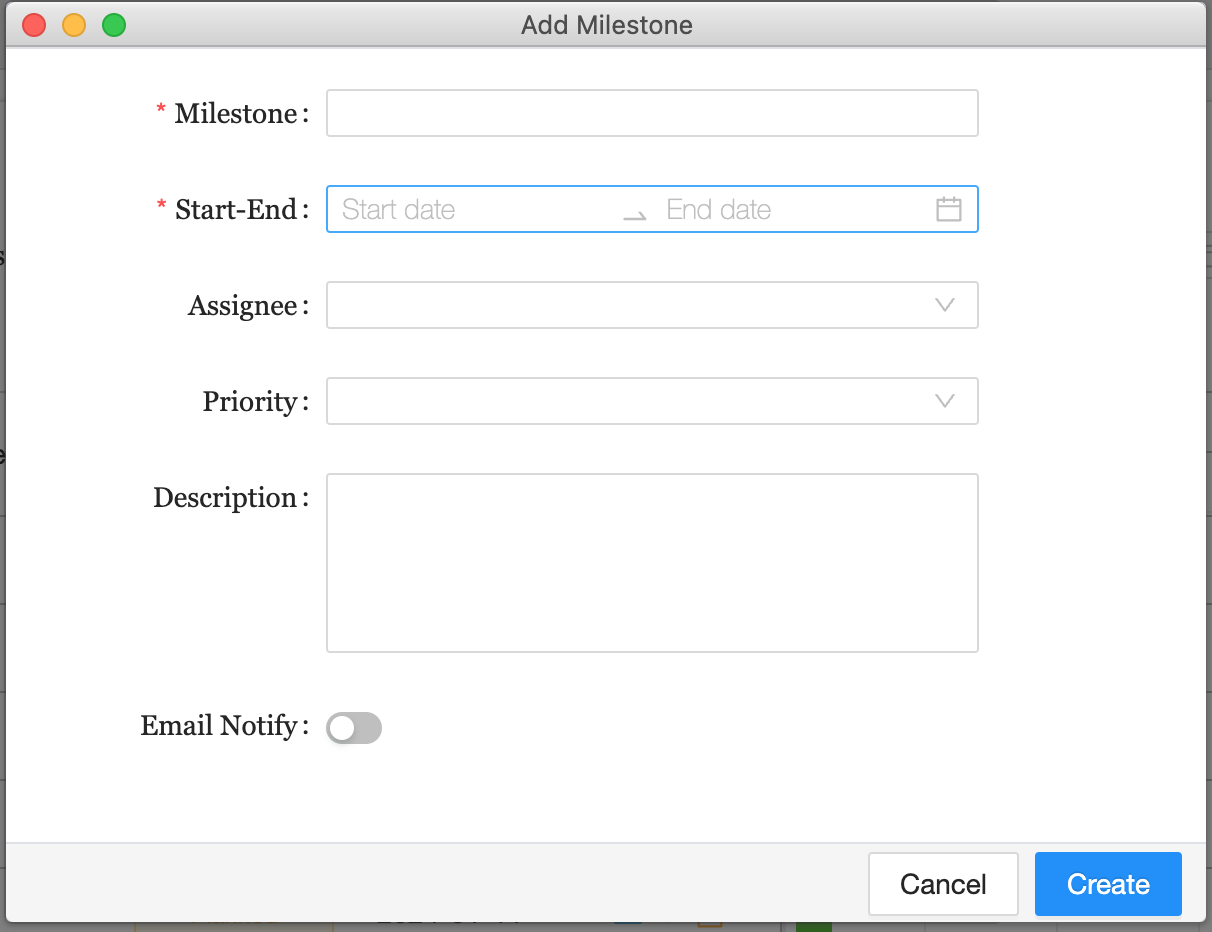 Add Milestone
* Milestone:
* Start-End: Start date End date
Assignee:
Priority:
Description:
Email Notify:
Cancel Create